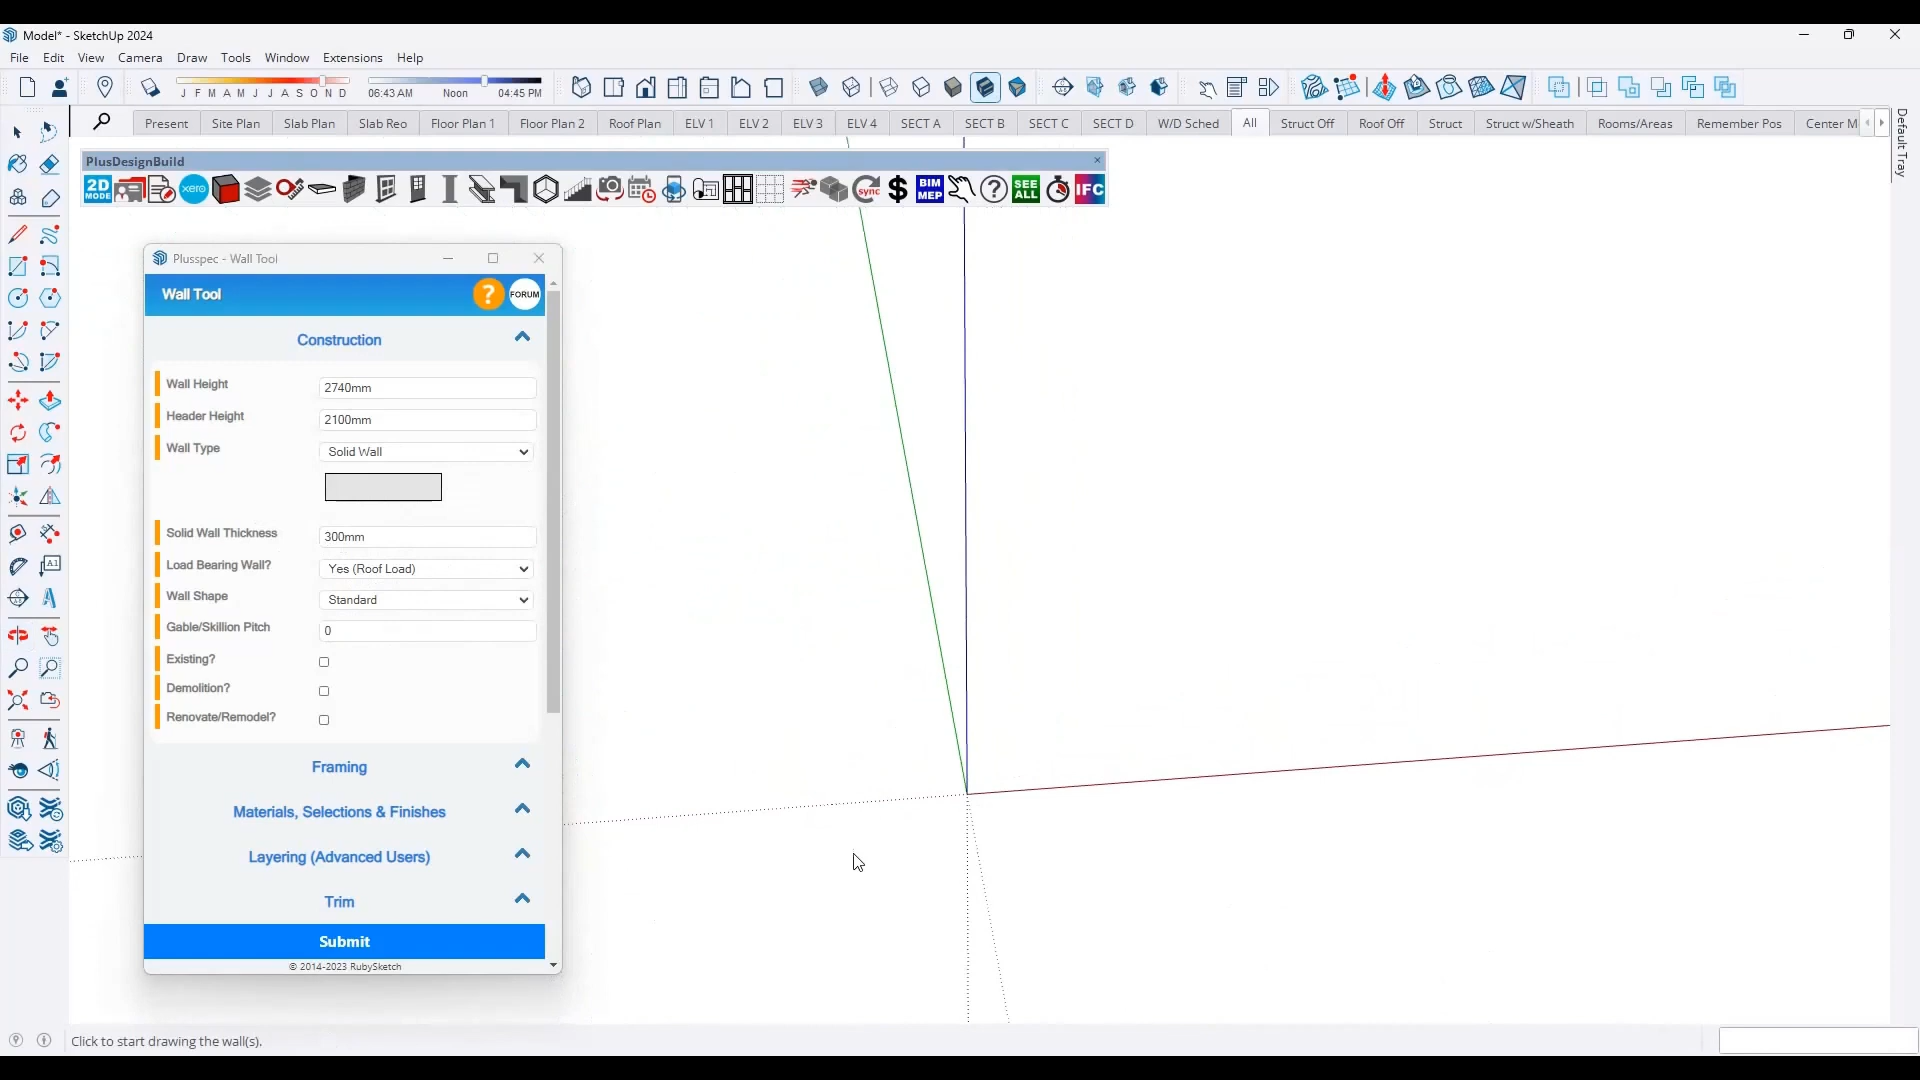 Model* - SketchUp 2024
File Edit View Camera Draw Tools Window Extensions Help
J F M A M J J A S O N D
06:43 AM Noon 04:45 PM
Present Site Plan Slab Plan Slab Reo Floor Plan 1 Floor Plan 2 Roof Plan ELV 1 ELV 2 ELV 3 ELV 4 SECT A SECT B SECT C SECT D W/D Sched All Struct Off Roof Off Struct Struct w/Sheath Rooms/Areas Remember Pos Center M
Default Tray
PlusDesignBuild
2D MODE xero sync $ BIM MEP ? SEE ALL IFC
A1
Plusspec - Wall Tool
Wall Tool ? FORUM
Construction
Wall Height 2740mm
Header Height 2100mm
Wall Type Solid Wall
Solid Wall Thickness 300mm
Load Bearing Wall? Yes (Roof Load)
Wall Shape Standard
Gable/Skillion Pitch 0
Existing?
Demolition?
Renovate/Remodel?
Framing
Materials, Selections & Finishes
Layering (Advanced Users)
Trim
Submit
© 2014-2023 RubySketch
Click to start drawing the wall(s).